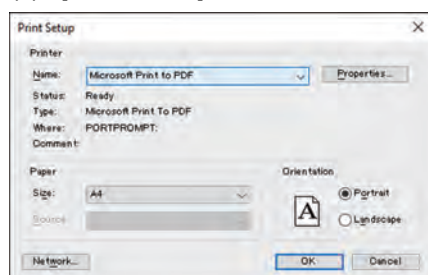 Print Setup
Printer
Name: Microsoft Print to PDF Properties...
Status: Ready
Type: Microsoft Print To PDF
Where: PORTPROMPT:
Comment:
Paper Orientation
Size: A4 Portrait
Source: A Landscape
Network... OK Cancel